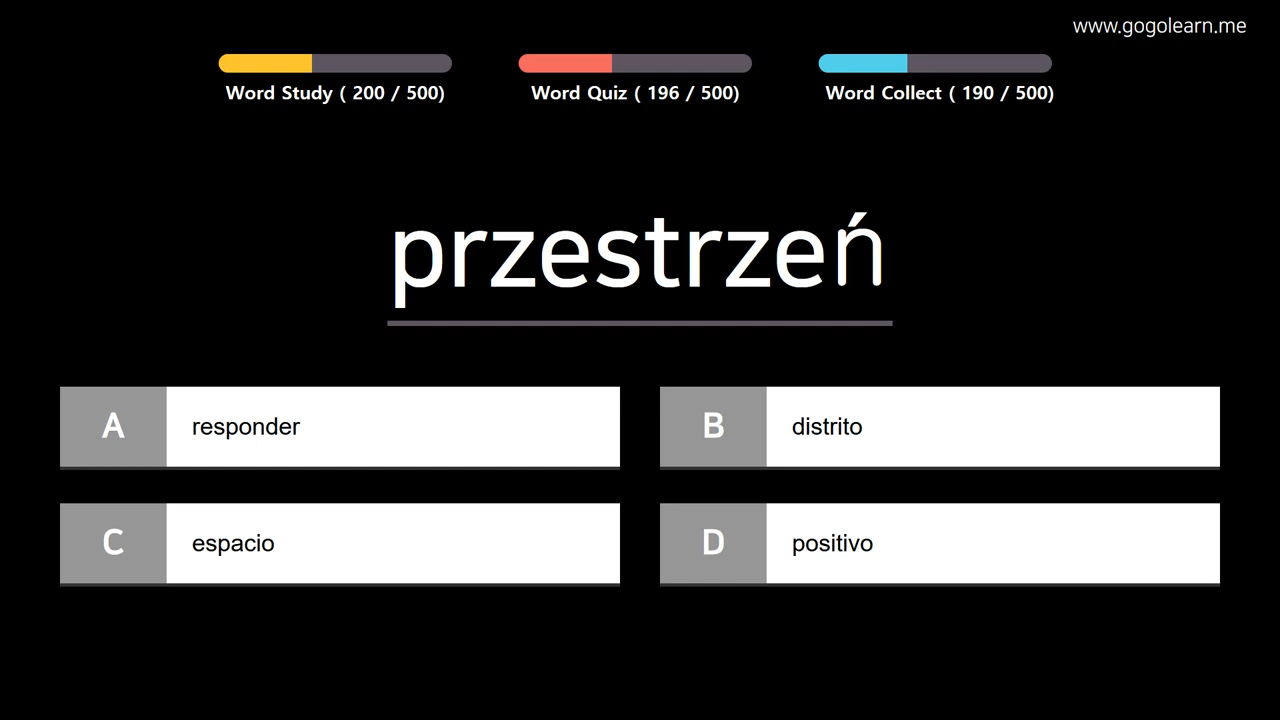 www.gogolearn.me
Word Study ( 200 / 500)
Word Quiz ( 196 / 500)
Word Collect ( 190 / 500)
przestrzeń
A responder
B distrito
C espacio
D positivo